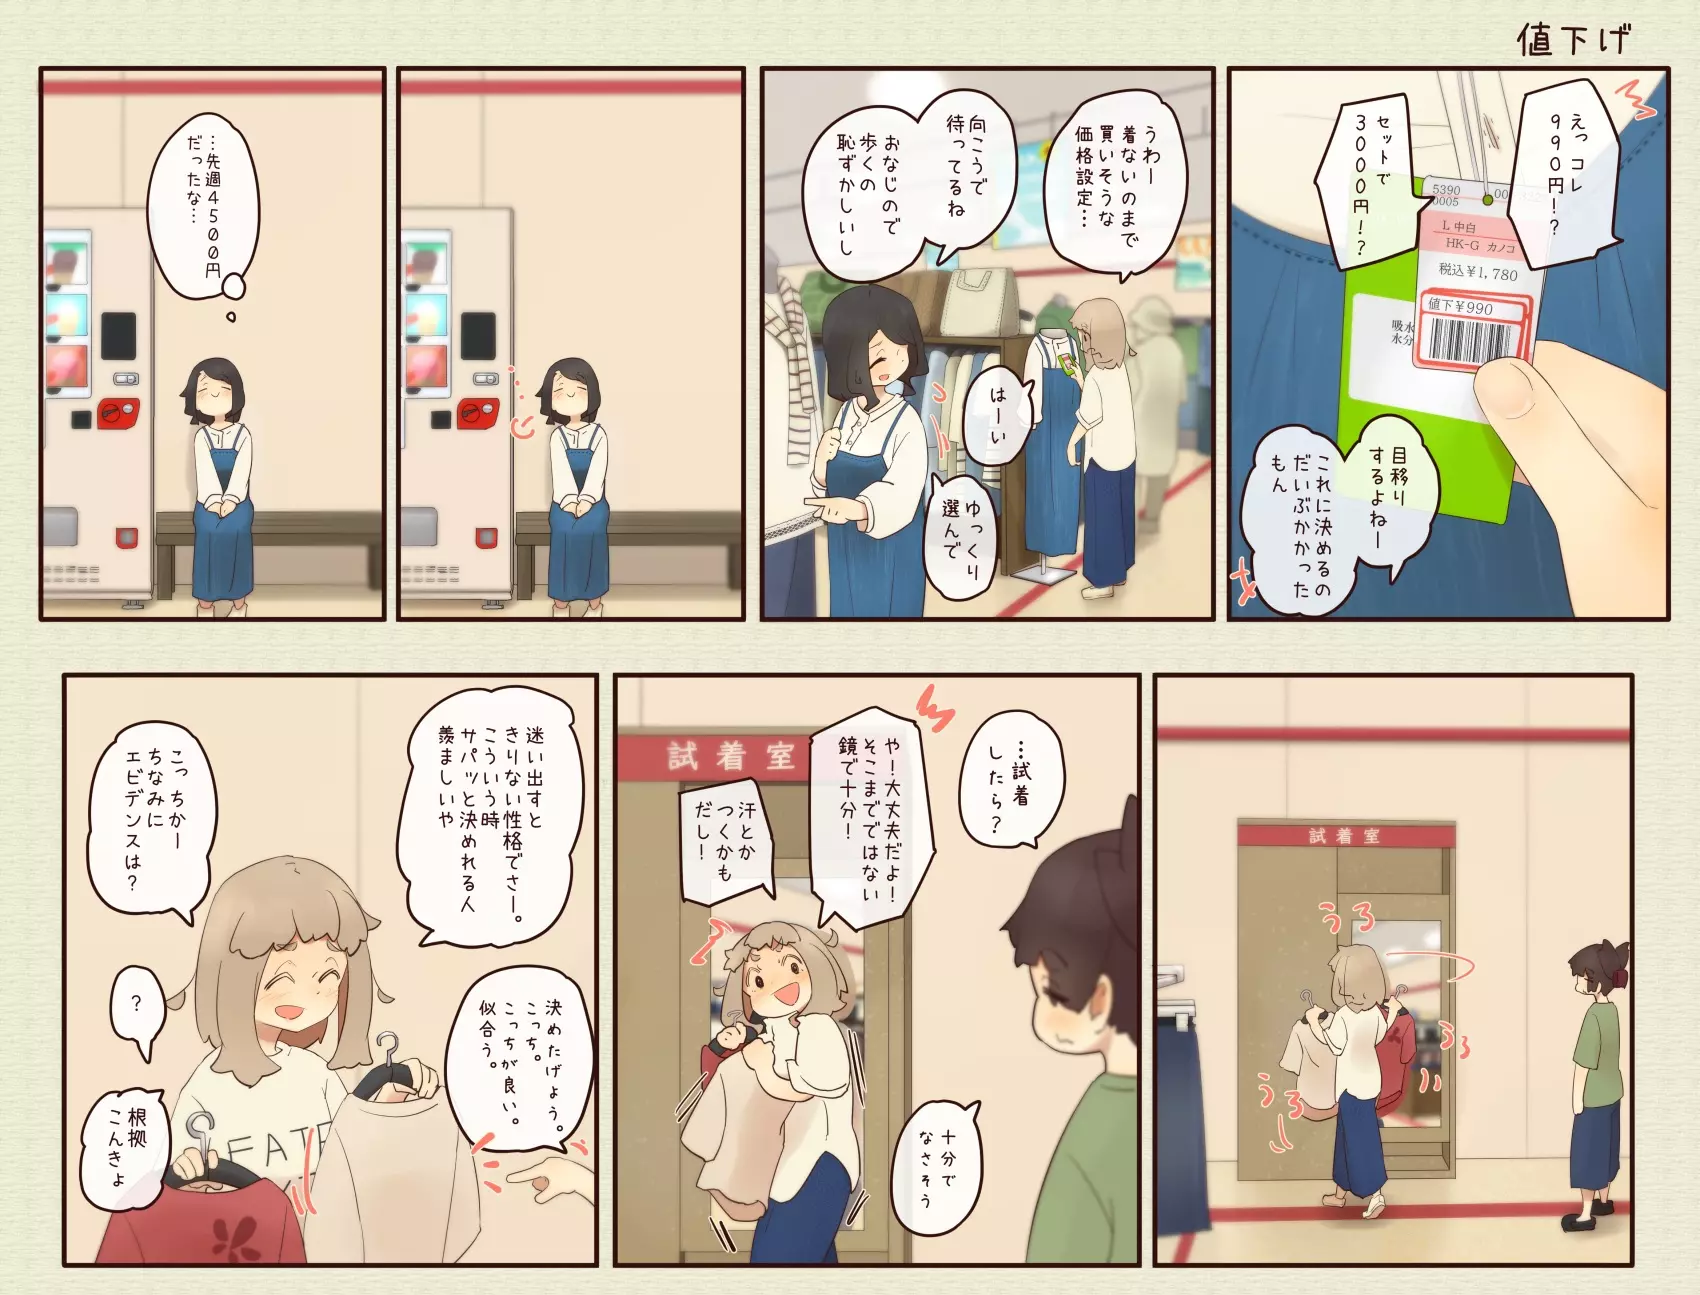 値下げ
えっ コレ
990円!?
セットで
3000円!?
5390
0005
L 中白
HK-G カノコ
税込¥1,780
値下¥990
吸水
水分
目移り
するよねー
これに決めるの
だいぶかかった
もん
うわー
着ないのまで
買いそうな
価格設定…
向こうで
待ってるね
おなじので
歩くの
恥ずかしいし
はーい
ゆっくり
選んで
…先週4500円
だったな…
試着室
うろ
うろ
うろ
…試着
したら?
や!大丈夫だよ!
そこまでではない
鏡で十分!
汗とか
つくかも
だし!
試着室
十分で
なさそう
迷い出すと
きりない性格でさー。
こういう時
サパッと決めれる人
羨ましいや
決めたげよう。
こっち。
こっちが良い。
似合う。
こっちかー
ちなみに
エビデンスは?
?
根拠
こんきょ